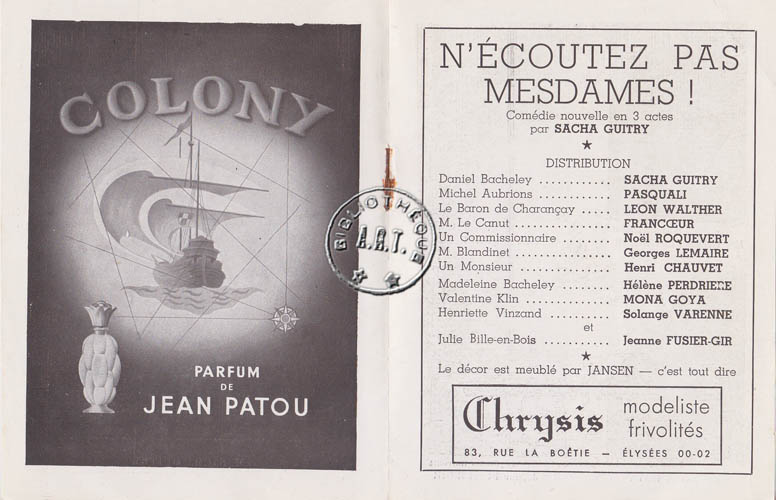 COLONY
PARFUM
DE
JEAN PATOU
BIBLIOTHÈQUE
A.R.T.
N'ÉCOUTEZ PAS
MESDAMES !
Comédie nouvelle en 3 actes
par SACHA GUITRY
DISTRIBUTION
Daniel Bacheley ............ SACHA GUITRY
Michel Aubrions ............ PASQUALI
Le Baron de Charançay ..... LEON WALTHER
M. Le Canut ............... FRANCŒUR
Un Commissionnaire ........ Noël ROQUEVERT
M. Blandinet .............. Georges LEMAIRE
Un Monsieur ............... Henri CHAUVET
Madeleine Bacheley ........ Hélène PERDRIERE
Valentine Klin ............ MONA GOYA
Henriette Vinzand ......... Solange VARENNE
et
Julie Bille-en-Bois ........... Jeanne FUSIER-GIR
Le décor est meublé par JANSEN — c'est tout dire
Chrysis modeliste
frivolités
83, RUE LA BOËTIE — ÉLYSÉES 00-02